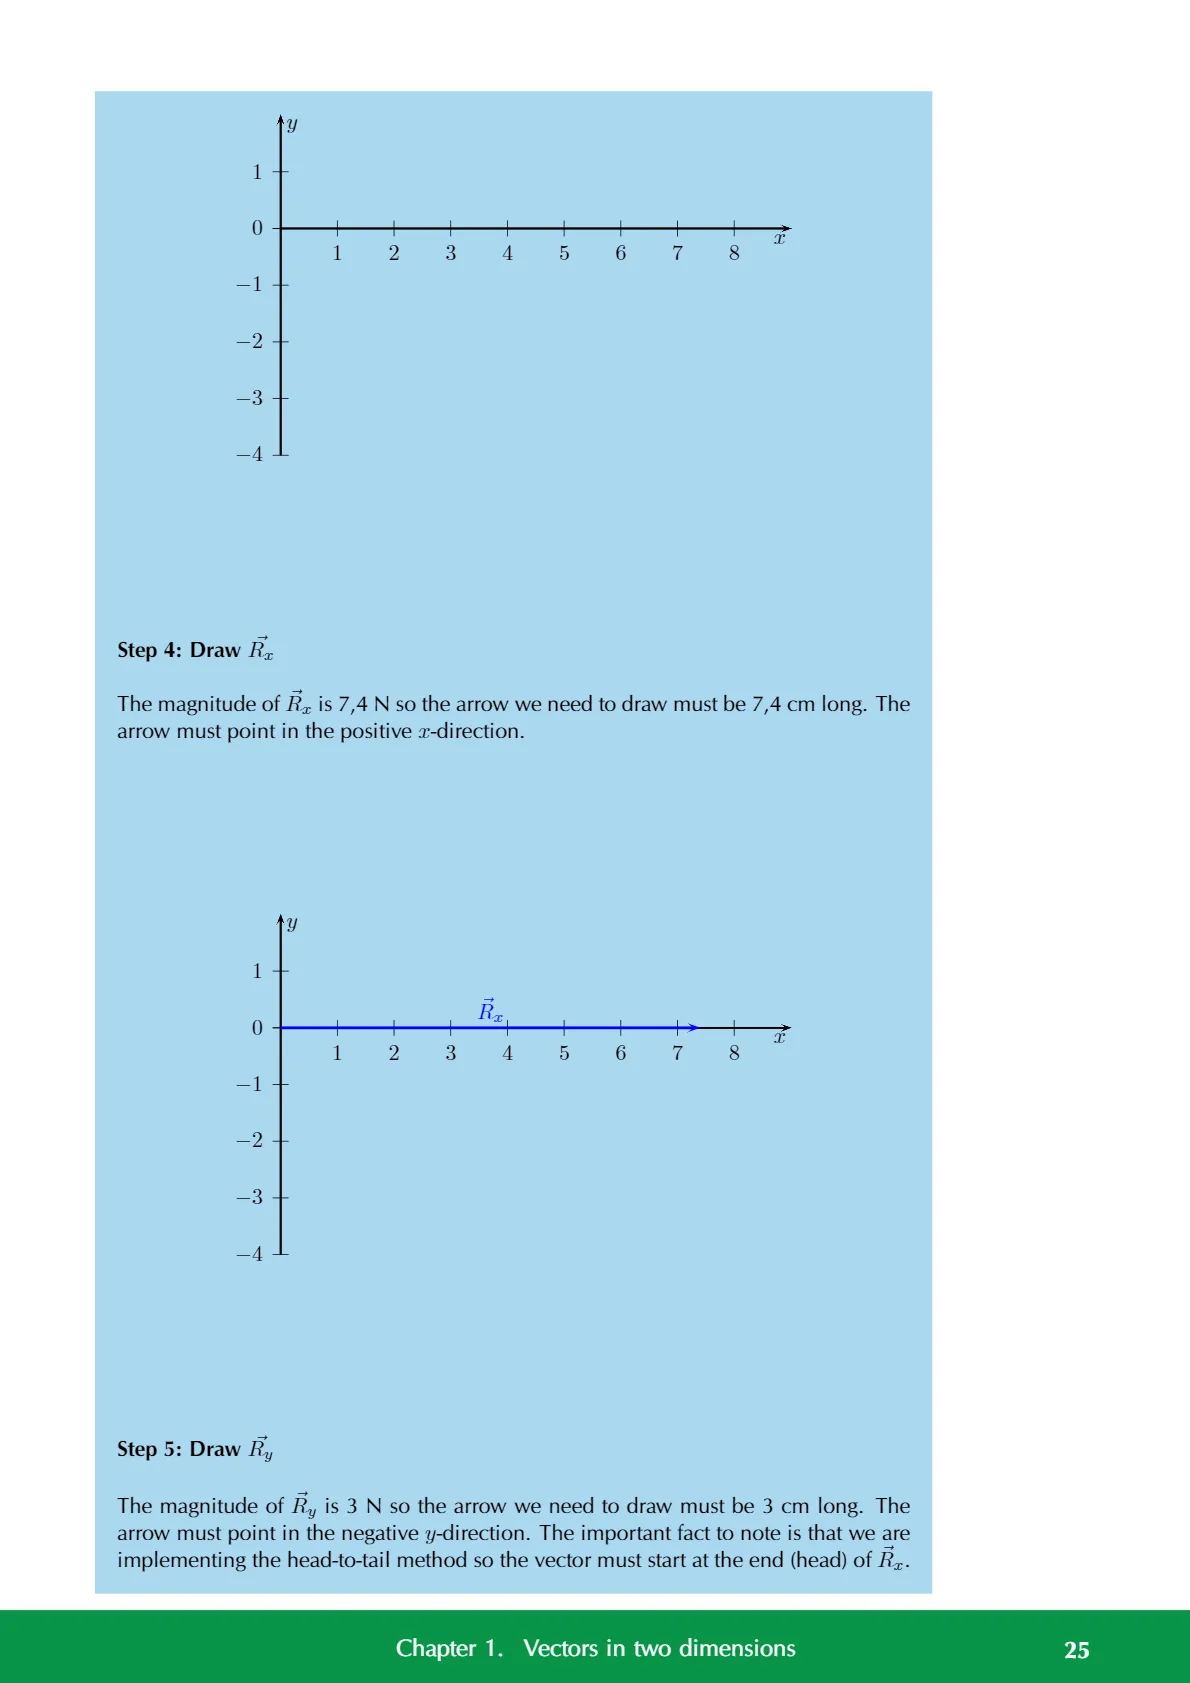 y
1
0
x
1 2 3 4 5 6 7 8
−1
−2
−3
−4
Step 4: Draw $\vec{R_x}$
The magnitude of $\vec{R}_x$ is 7,4 N so the arrow we need to draw must be 7,4 cm long. The
arrow must point in the positive x-direction.
y
1
$\vec{R}_x$
0
x
1 2 3 4 5 6 7 8
−1
−2
−3
−4
Step 5: Draw $\vec{R_y}$
The magnitude of $\vec{R}_y$ is 3 N so the arrow we need to draw must be 3 cm long. The
arrow must point in the negative y-direction. The important fact to note is that we are
implementing the head-to-tail method so the vector must start at the end (head) of $\vec{R}_x$.
Chapter 1. Vectors in two dimensions 25